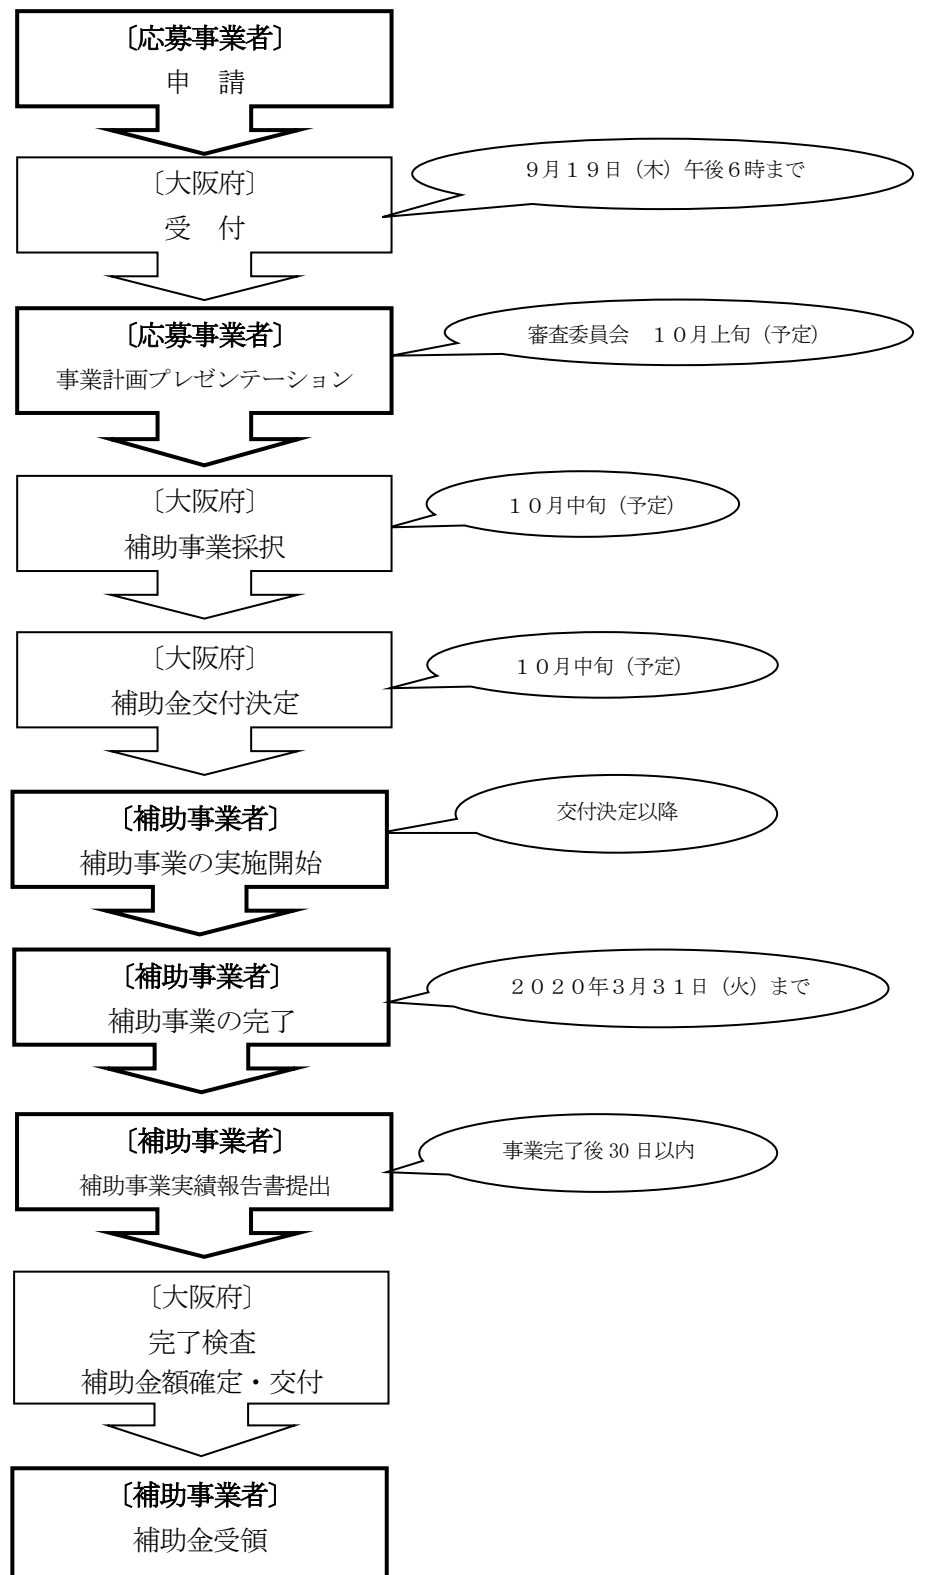 〔応募事業者〕
申　請
〔大阪府〕
受　付
９月１９日（木）午後６時まで
〔応募事業者〕
事業計画プレゼンテーション
審査委員会　１０月上旬（予定）
〔大阪府〕
補助事業採択
１０月中旬（予定）
〔大阪府〕
補助金交付決定
１０月中旬（予定）
〔補助事業者〕
補助事業の実施開始
交付決定以降
〔補助事業者〕
補助事業の完了
２０２０年３月３１日（火）まで
〔補助事業者〕
補助事業実績報告書提出
事業完了後 30 日以内
〔大阪府〕
完了検査
補助金額確定・交付
〔補助事業者〕
補助金受領